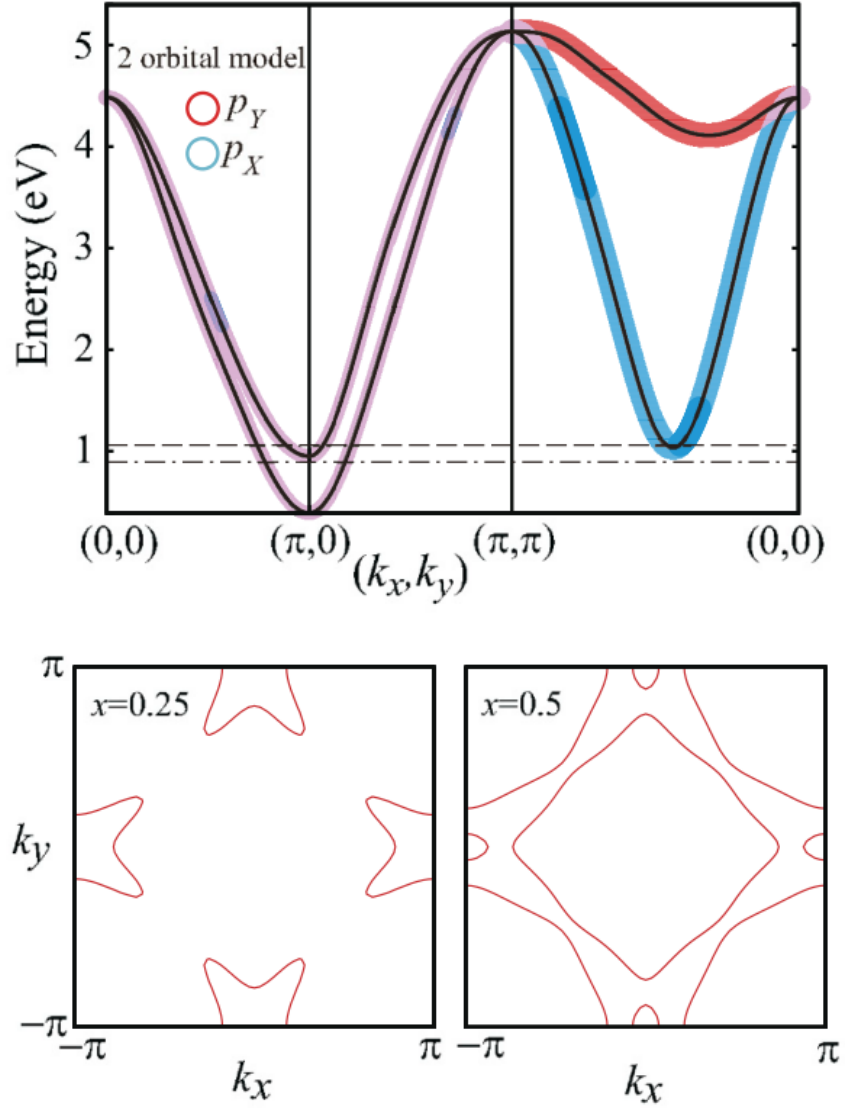 5
2 orbital model
p_Y
p_X
4
3
2
1
Energy (eV)
(0,0) (π,0) (π,π) (0,0)
(k_x,k_y)
π x=0.25 x=0.5
k_y
−π
−π π −π π
k_x k_x